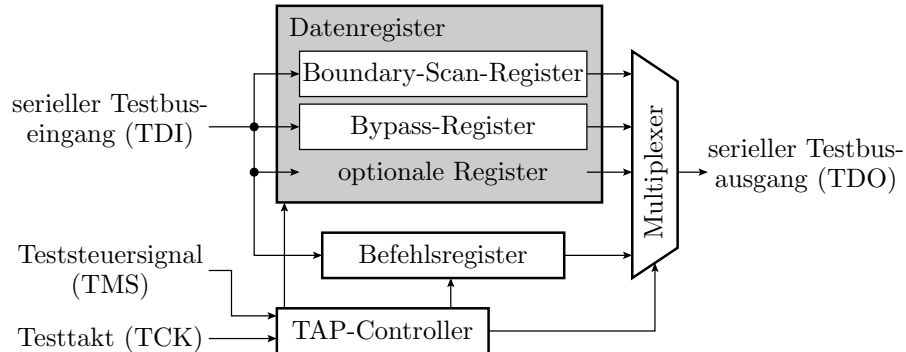 Datenregister
Boundary-Scan-Register
serieller Testbus-
eingang (TDI)
Bypass-Register
optionale Register
Multiplexer
serieller Testbus-
ausgang (TDO)
Befehlsregister
Teststeuersignal
(TMS)
Testtakt (TCK)
TAP-Controller